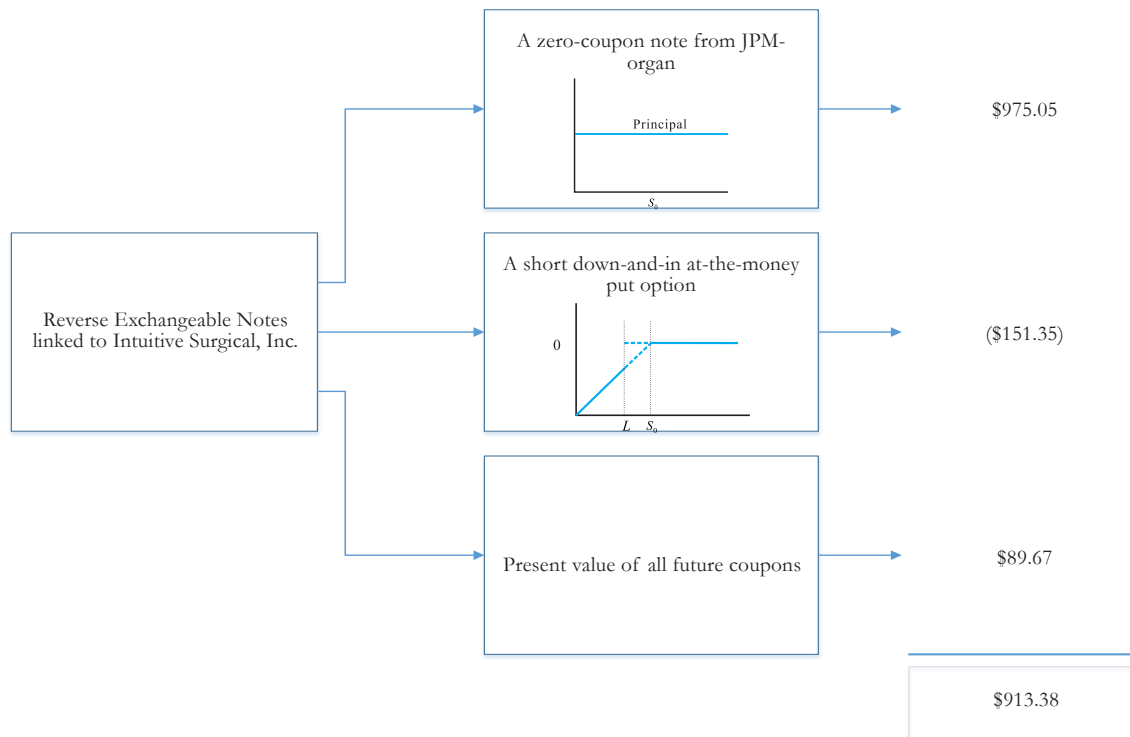 A zero-coupon note from JPM-
organ
Principal
S₀
$975.05
Reverse Exchangeable Notes
linked to Intuitive Surgical, Inc.
A short down-and-in at-the-money
put option
0
L S₀
($151.35)
Present value of all future coupons
$89.67
$913.38